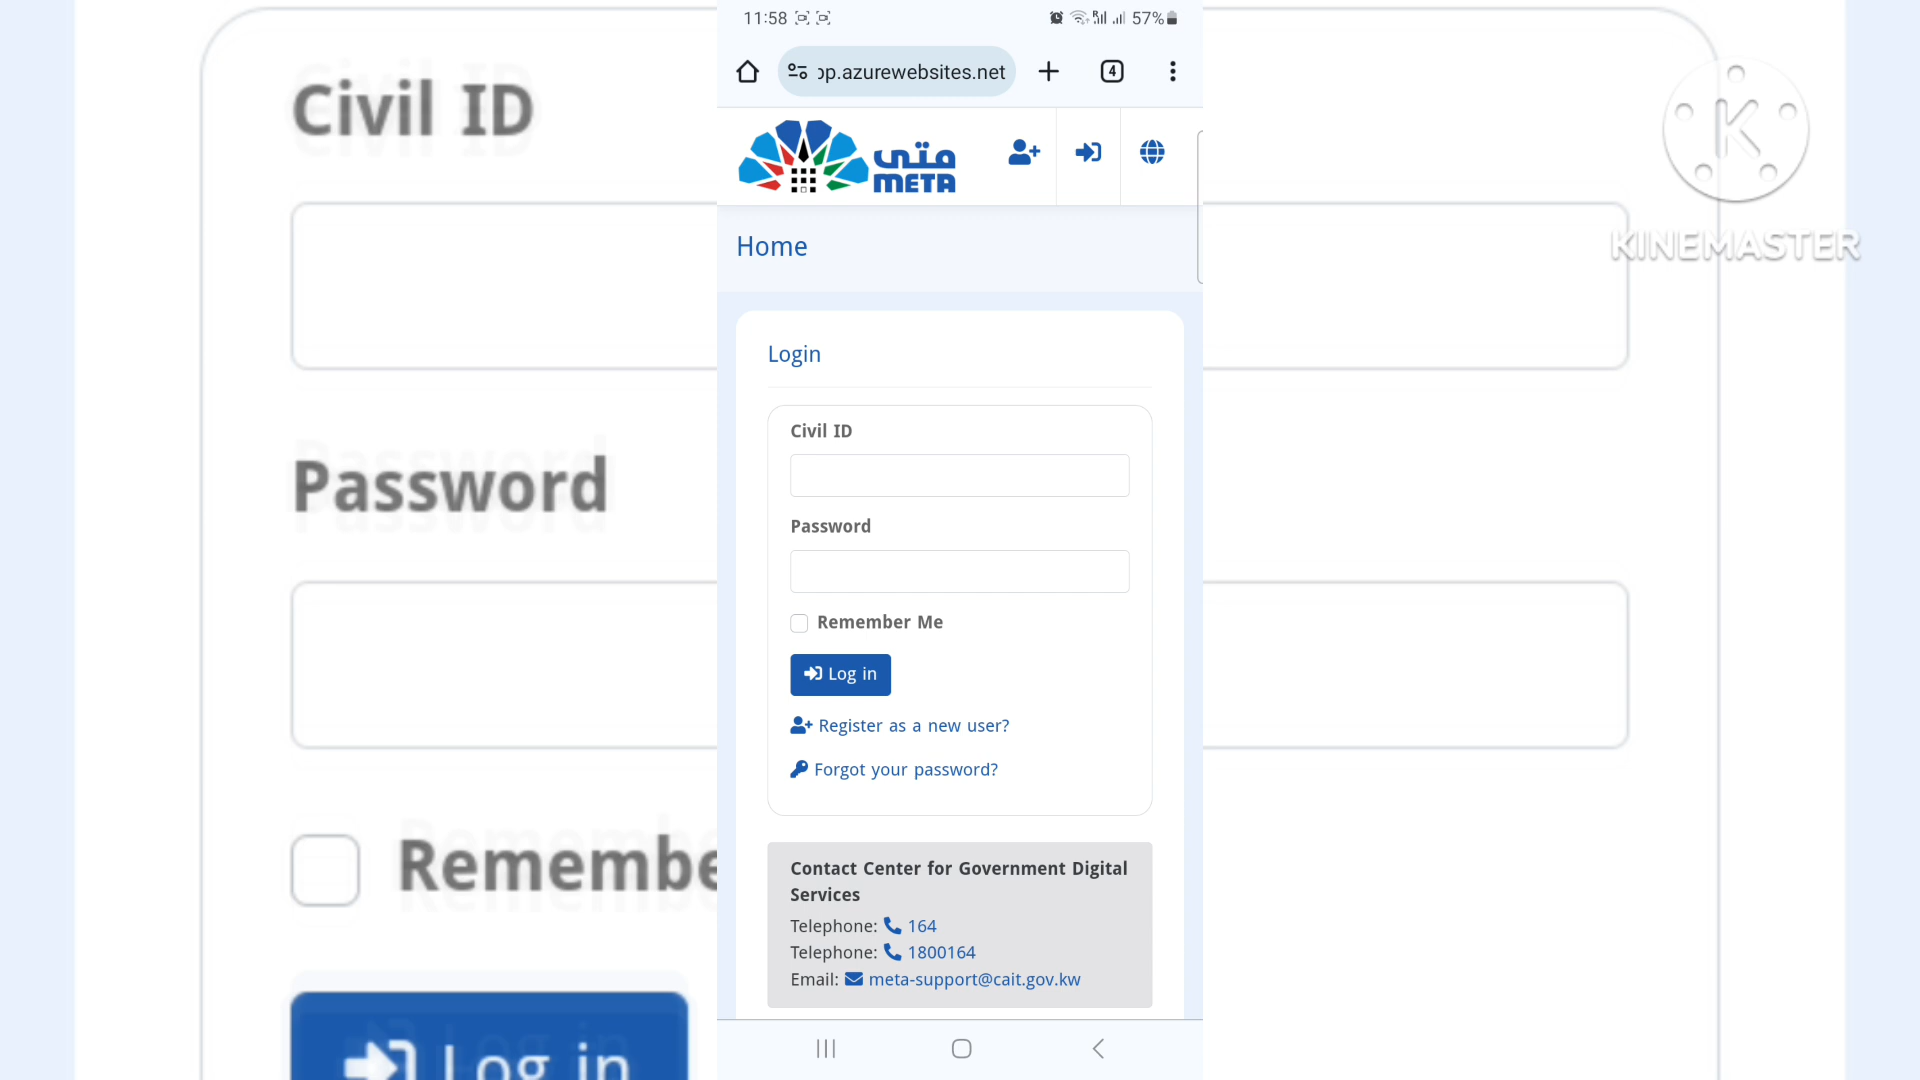 11:58
57%
pp.azurewebsites.net
4
متى
META
Home
Login
Civil ID
Password
Remember Me
Log in
Register as a new user?
Forgot your password?
Contact Center for Government Digital
Services
Telephone: 164
Telephone: 1800164
Email: meta-support@cait.gov.kw
Civil ID
Password
Remembe
Log in
K
KINEMASTER